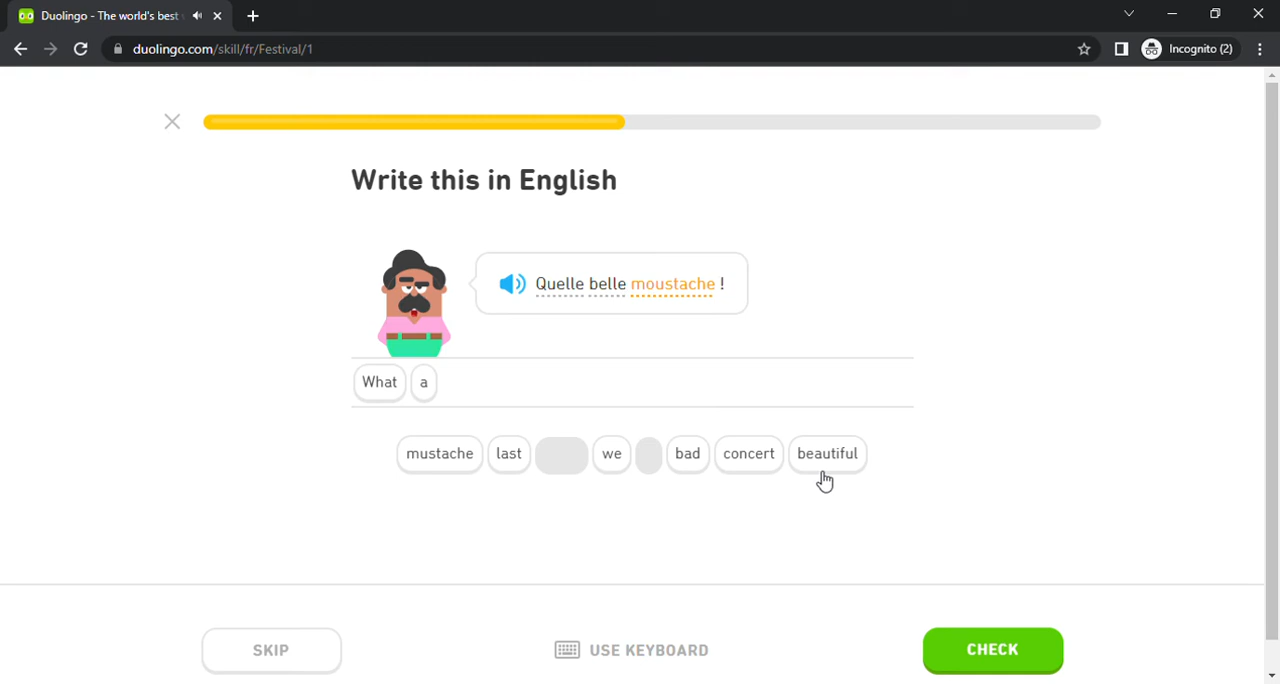 Duolingo - The world's best
duolingo.com/skill/fr/Festival/1
Incognito (2)
Write this in English
Quelle belle moustache !
What a
mustache last we bad concert beautiful
SKIP
USE KEYBOARD
CHECK